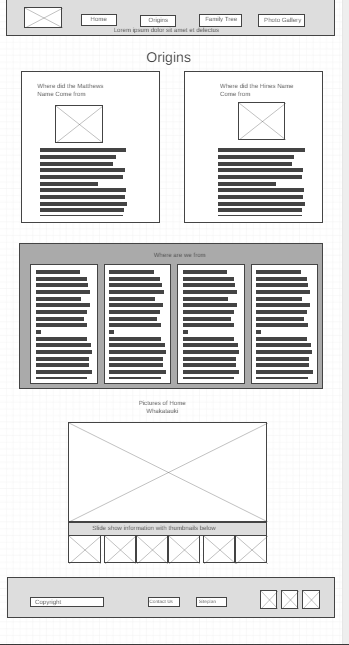 Home
Origins
Family Tree
Photo Gallery
Lorem ipsum dolor sit amet et delectus
Origins
Where did the Matthews
Name Come from
Where did the Hines Name
Come from
Where are we from
Pictures of Home
Whakatauki
Slide show information with thumbnails below
Copyright
Contact us